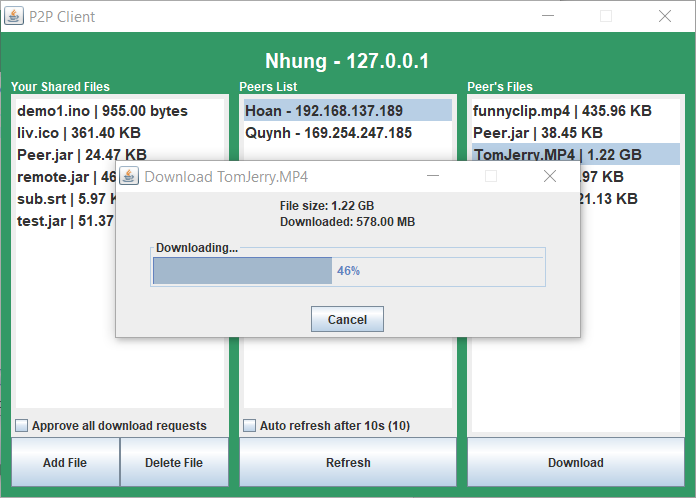 P2P Client
Nhung - 127.0.0.1
Your Shared Files
demo1.ino | 955.00 bytes
liv.ico | 361.40 KB
Peer.jar | 24.47 KB
remote.jar | 46
sub.srt | 5.97 K
test.jar | 51.37
Approve all download requests
Add File
Delete File
Peers List
Hoan - 192.168.137.189
Quynh - 169.254.247.185
Auto refresh after 10s (10)
Refresh
Peer's Files
funnyclip.mp4 | 435.96 KB
Peer.jar | 38.45 KB
TomJerry.MP4 | 1.22 GB
.97 KB
21.13 KB
Download
Download TomJerry.MP4
File size: 1.22 GB
Downloaded: 578.00 MB
Downloading...
46%
Cancel